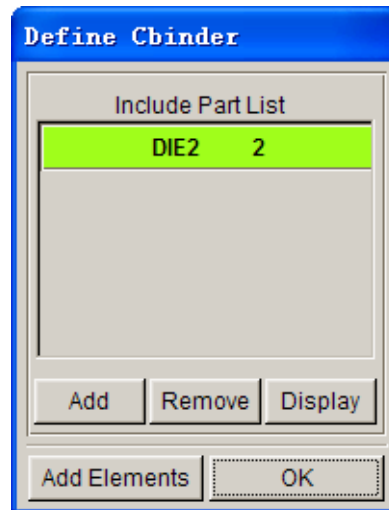 Define Cbinder
Include Part List
DIE2 2
Add Remove Display
Add Elements OK